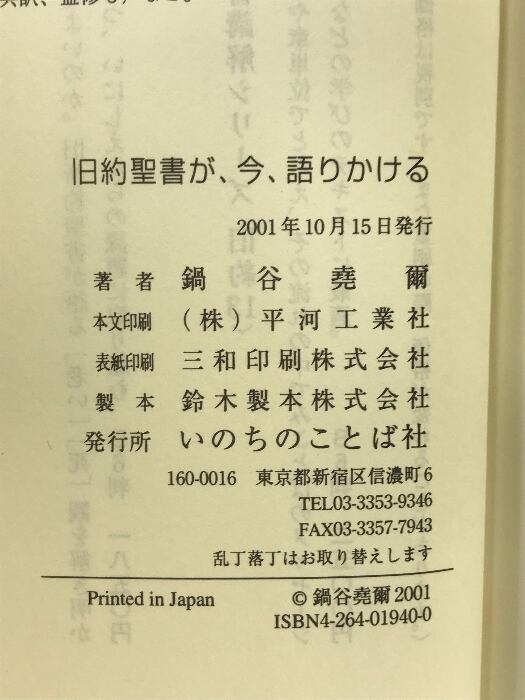 旧約聖書が、今、語りかける
2001年10月15日発行
著者 鍋谷堯爾
本文印刷 (株)平河工業社
表紙印刷 三和印刷株式会社
製本 鈴木製本株式会社
発行所 いのちのことば社
160-0016 東京都新宿区信濃町6
TEL03-3353-9346
FAX03-3357-7943
乱丁落丁はお取り替えします
Printed in Japan © 鍋谷堯爾 2001
ISBN4-264-01940-0